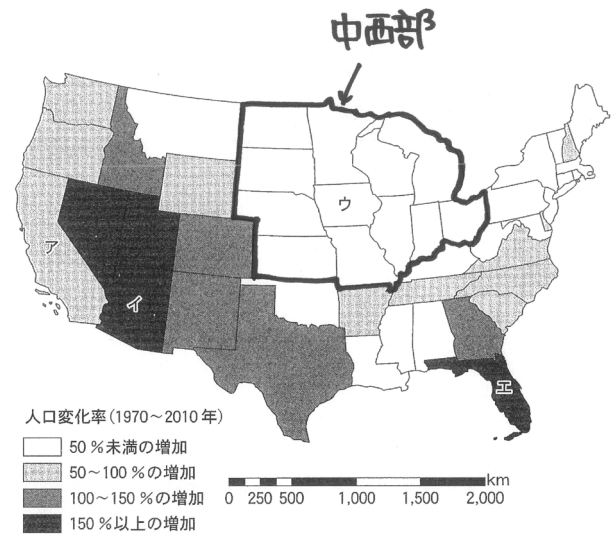 中西部
ア
イ
ウ
エ
人口変化率(1970～2010年)
50%未満の増加
50～100%の増加
100～150%の増加
150%以上の増加
km
0 250 500 1,000 1,500 2,000